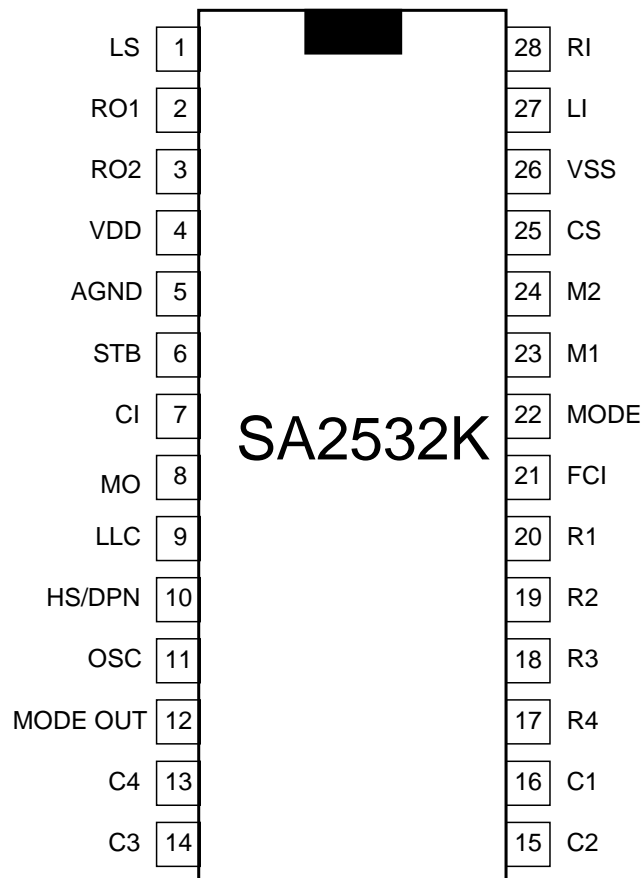 LS 1 28 RI
RO1 2 27 LI
RO2 3 26 VSS
VDD 4 25 CS
AGND 5 24 M2
STB 6 23 M1
CI 7 22 MODE
SA2532K
MO 8 21 FCI
LLC 9 20 R1
HS/DPN 10 19 R2
OSC 11 18 R3
MODE OUT 12 17 R4
C4 13 16 C1
C3 14 15 C2